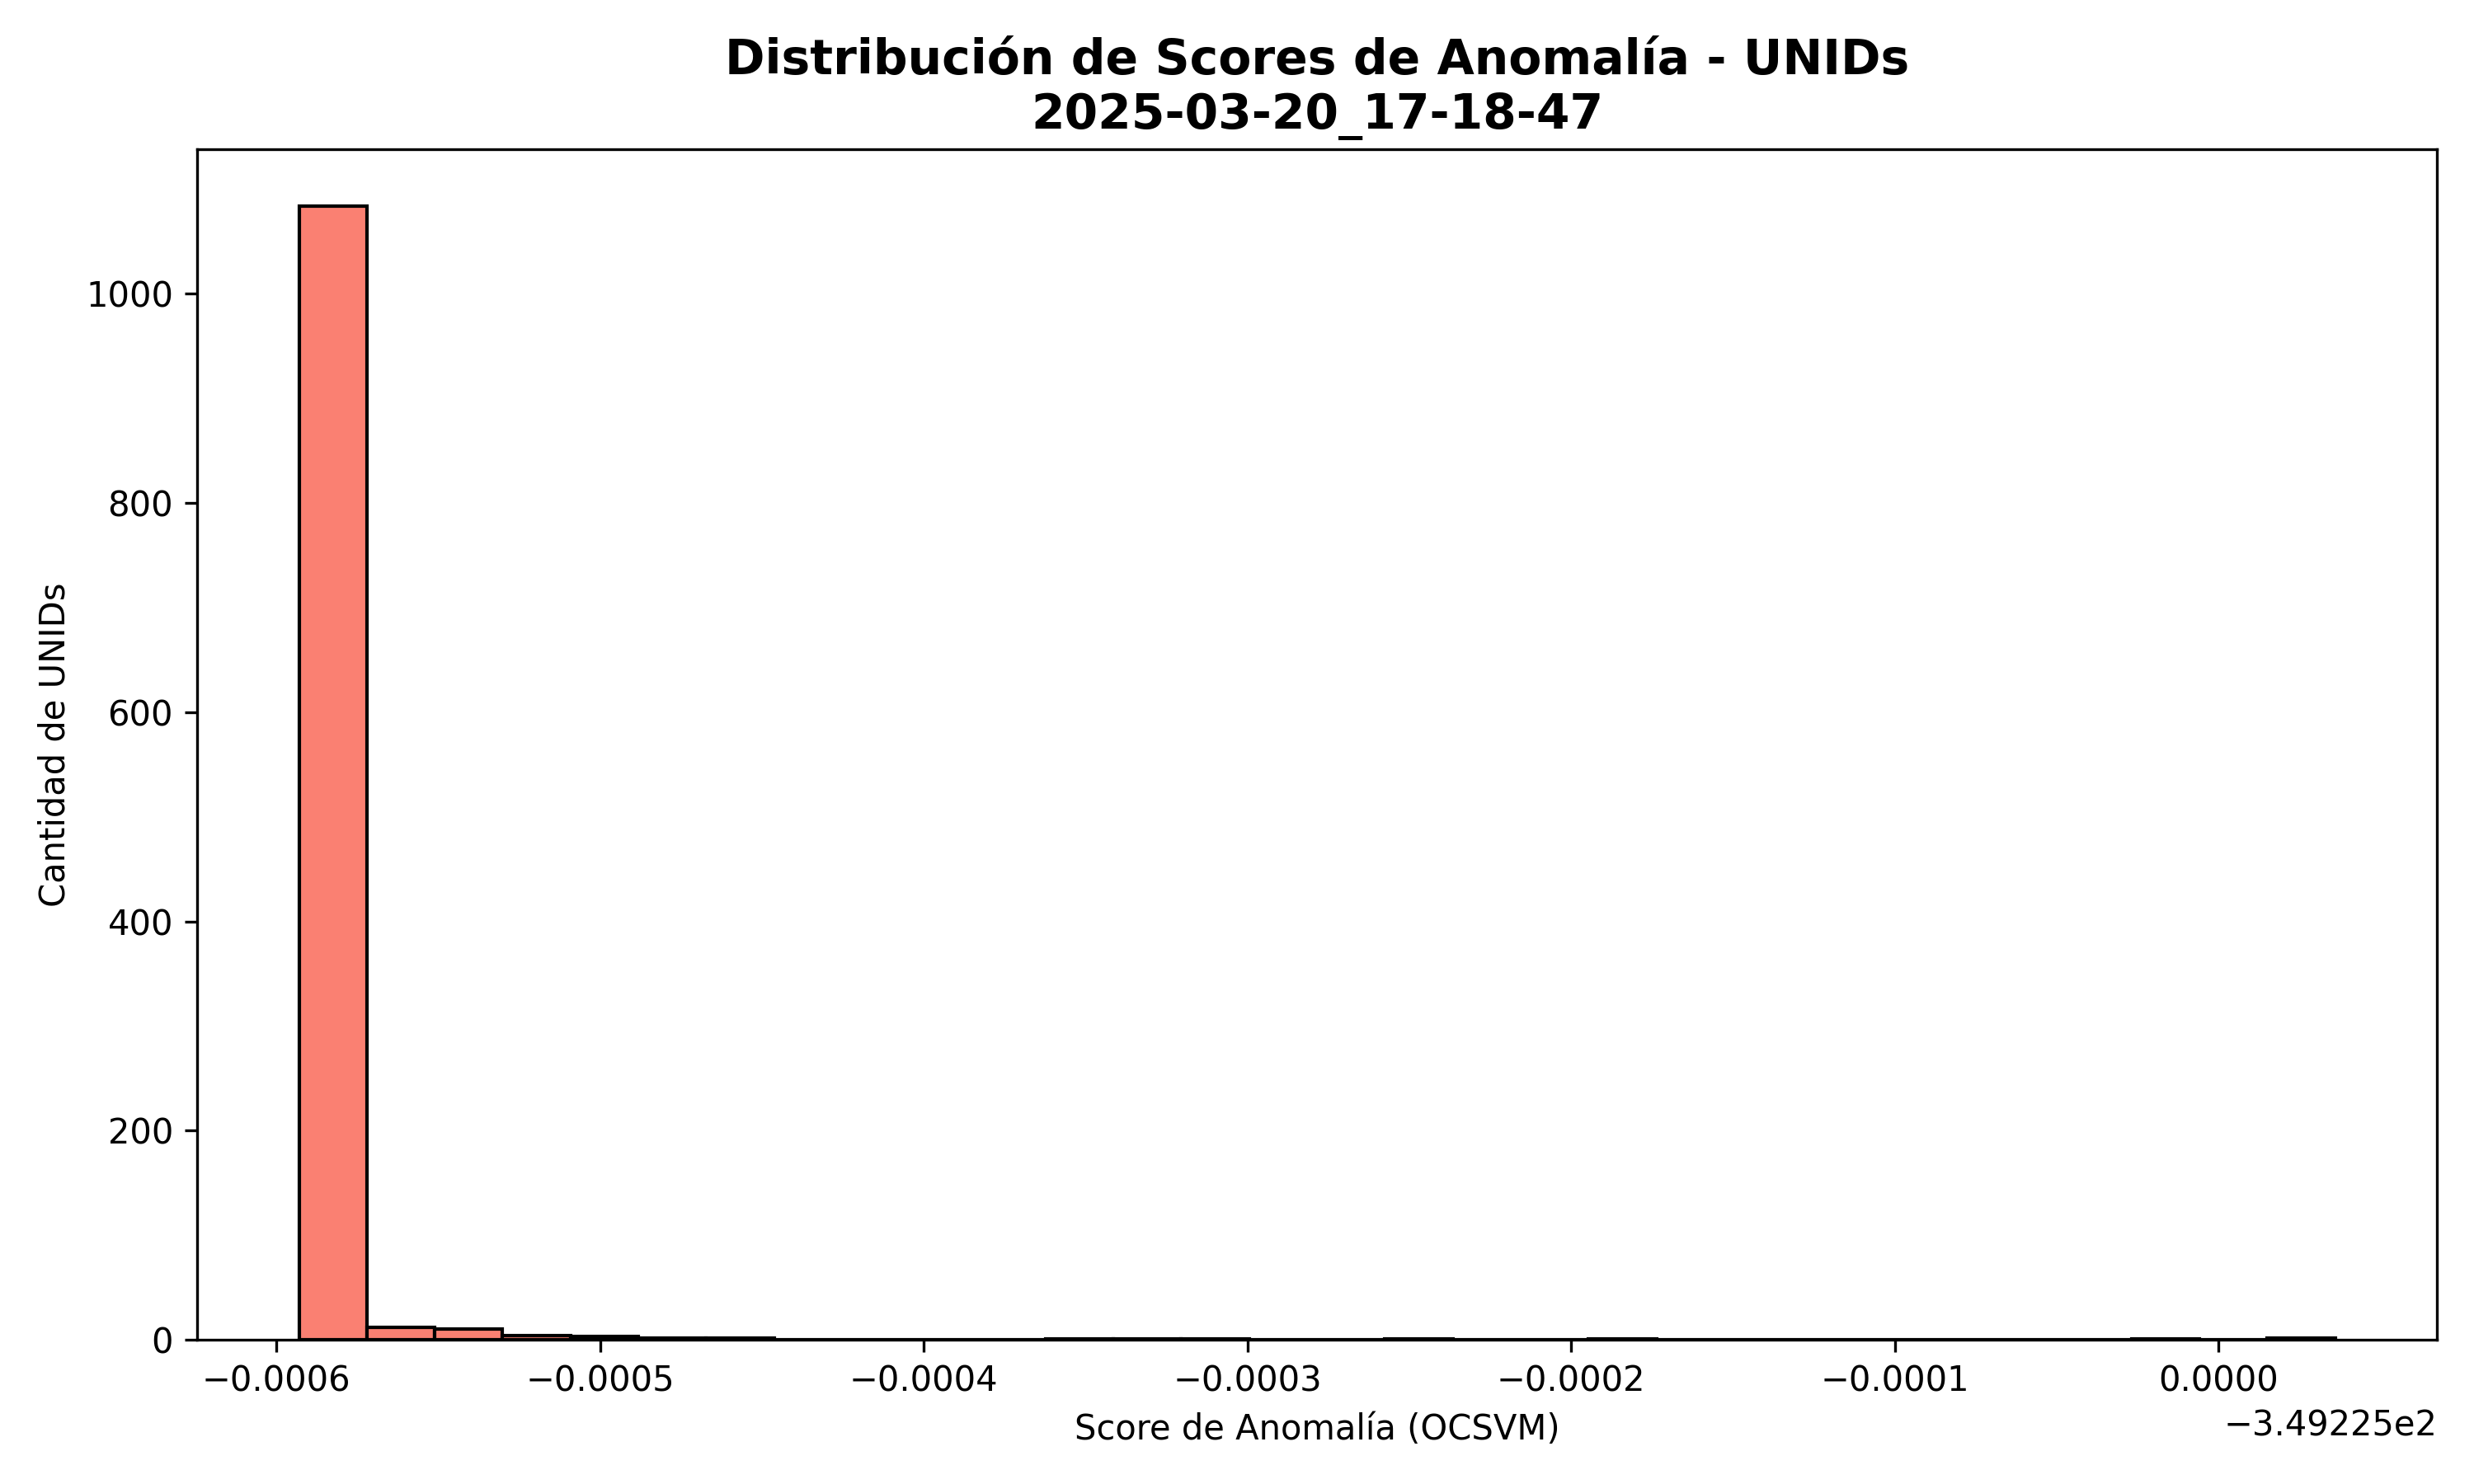 Distribución de Scores de Anomalía - UNIDs
2025-03-20_17-18-47
Cantidad de UNIDs
1000
800
600
400
200
0
−0.0006 −0.0005 −0.0004 −0.0003 −0.0002 −0.0001 0.0000
Score de Anomalía (OCSVM)
−3.49225e2